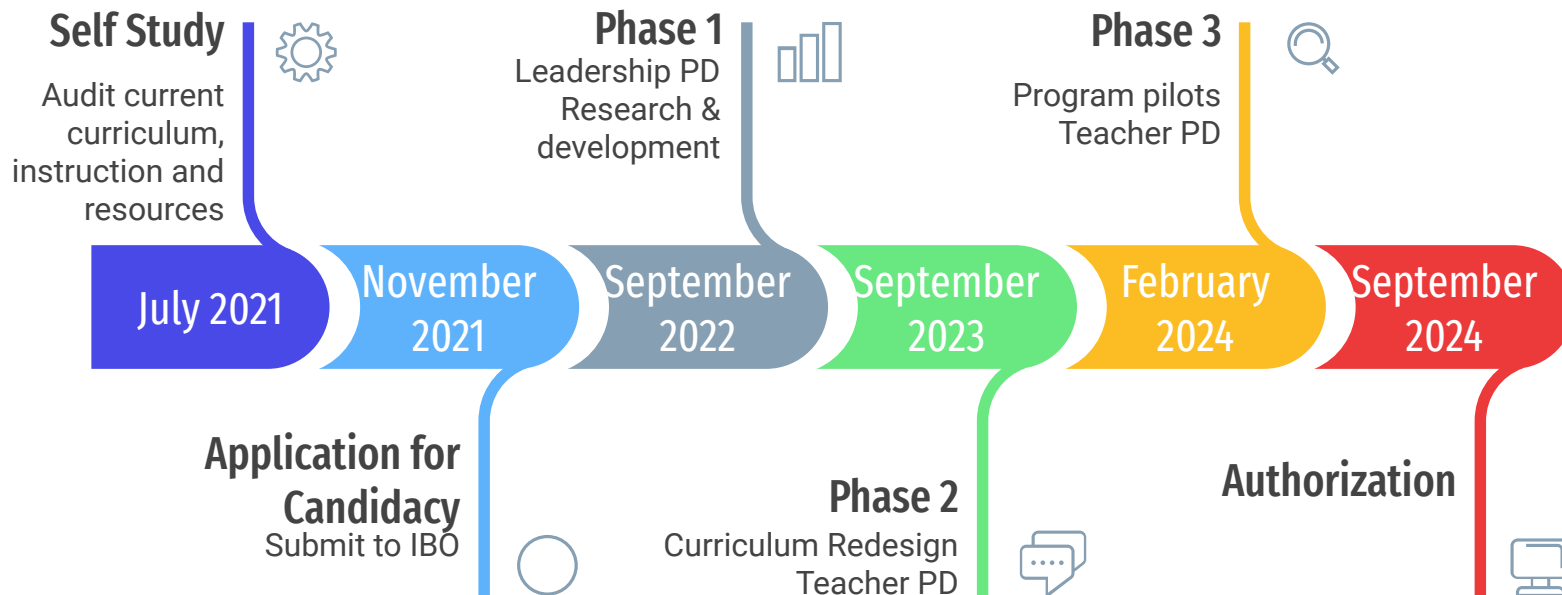 Self Study
Audit current
curriculum,
instruction and
resources
Phase 1
Leadership PD
Research &
development
Phase 3
Program pilots
Teacher PD
July 2021
November
2021
September
2022
September
2023
February
2024
September
2024
Application for
Candidacy
Submit to IBO
Phase 2
Curriculum Redesign
Teacher PD
Authorization